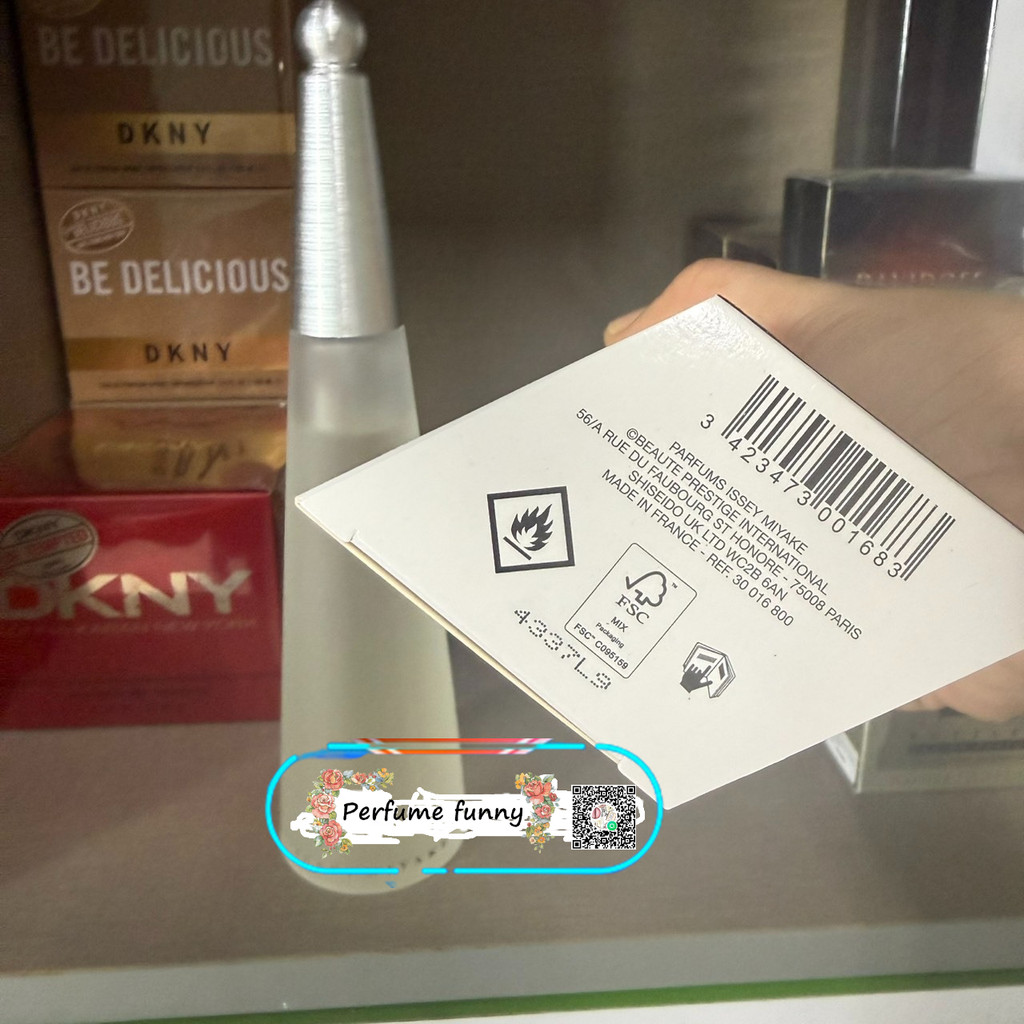 BE DELICIOUS
DKNY
BE DELICIOUS
DKNY
DKNY
3 423473 001683
PARFUMS ISSEY MIYAKE
©BEAUTE PRESTIGE INTERNATIONAL
56/A RUE DU FAUBOURG ST HONORE - 75008 PARIS
SHISEIDO UK LTD WC2B 6AN
MADE IN FRANCE - REF. 30 016 800
FSC
MIX
Packaging
FSC™ C095159
4337L9
Perfume funny